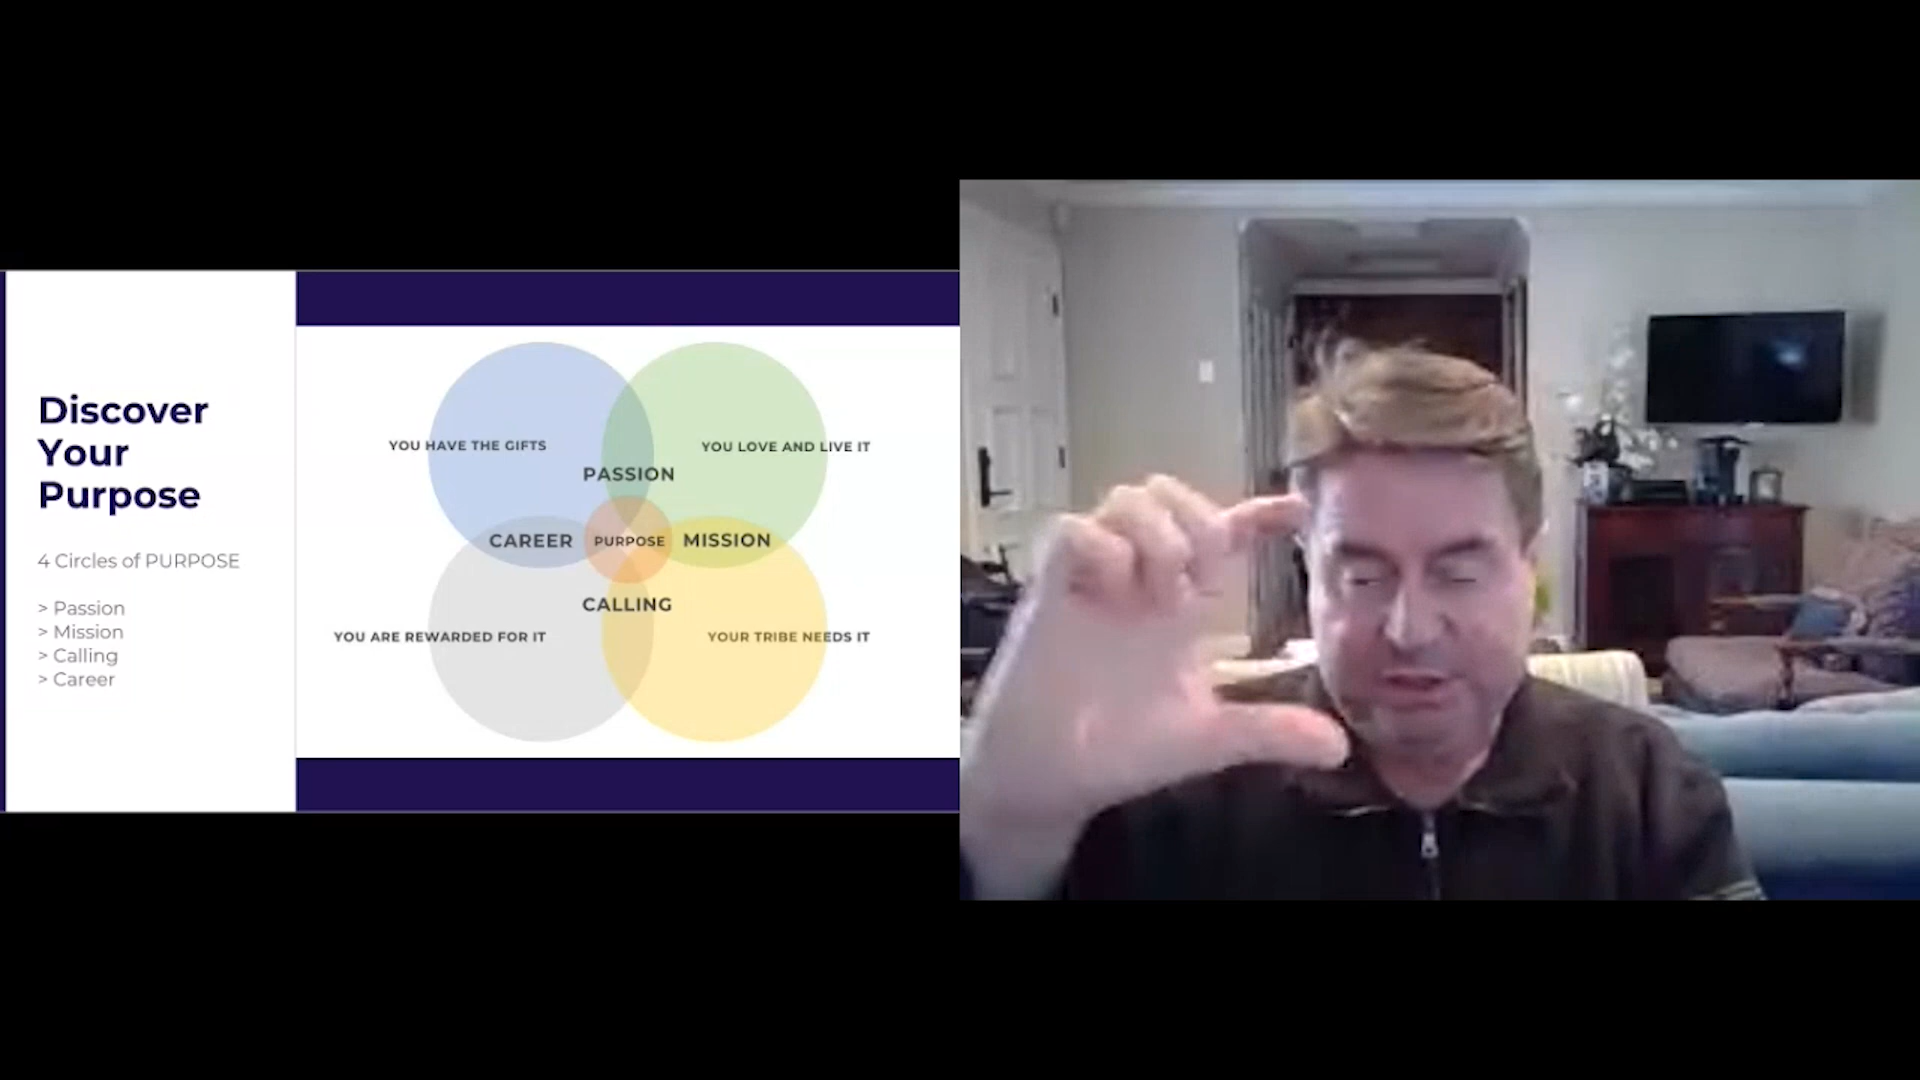 Discover
Your
Purpose
4 Circles of PURPOSE
> Passion
> Mission
> Calling
> Career
YOU HAVE THE GIFTS
YOU LOVE AND LIVE IT
PASSION
CAREER
PURPOSE
MISSION
CALLING
YOU ARE REWARDED FOR IT
YOUR TRIBE NEEDS IT